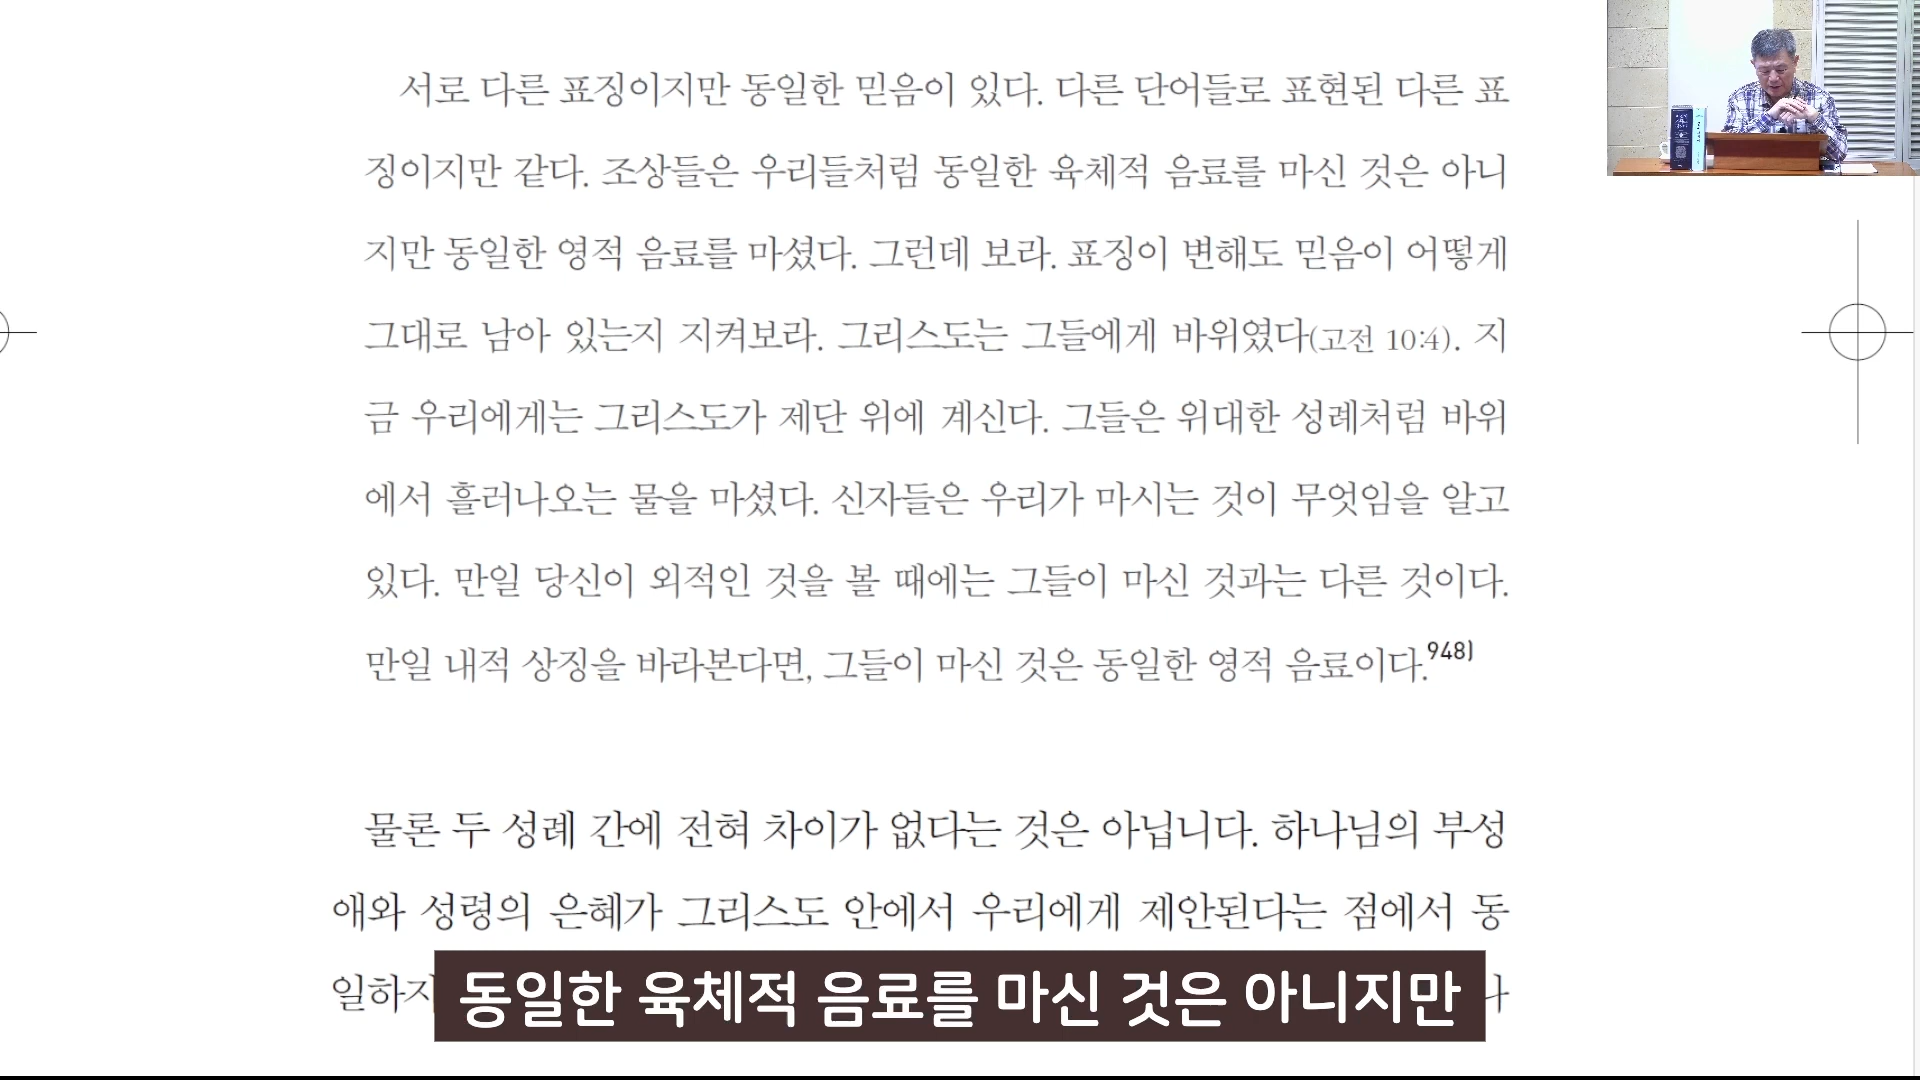 서로 다른 표징이지만 동일한 믿음이 있다. 다른 단어들로 표현된 다른 표
징이지만 같다. 조상들은 우리들처럼 동일한 육체적 음료를 마신 것은 아니
지만 동일한 영적 음료를 마셨다. 그런데 보라. 표징이 변해도 믿음이 어떻게
그대로 남아 있는지 지켜보라. 그리스도는 그들에게 바위였다(고전 10:4). 지
금 우리에게는 그리스도가 제단 위에 계신다. 그들은 위대한 성례처럼 바위
에서 흘러나오는 물을 마셨다. 신자들은 우리가 마시는 것이 무엇임을 알고
있다. 만일 당신이 외적인 것을 볼 때에는 그들이 마신 것과는 다른 것이다.
만일 내적 상징을 바라본다면, 그들이 마신 것은 동일한 영적 음료이다.948)
물론 두 성례 간에 전혀 차이가 없다는 것은 아닙니다. 하나님의 부성
애와 성령의 은혜가 그리스도 안에서 우리에게 제안된다는 점에서 동
일하지
동일한 육체적 음료를 마신 것은 아니지만